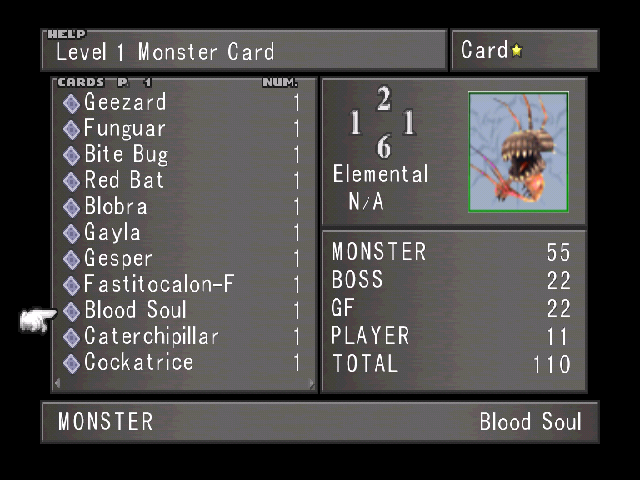 HELP
Level 1 Monster Card
Card
CARDS P. 1 NUM.
Geezard 1
Funguar 1
Bite Bug 1
Red Bat 1
Blobra 1
Gayla 1
Gesper 1
Fastitocalon-F 1
Blood Soul 1
Caterchipillar 1
Cockatrice 1
2
1 1
6
Elemental
N/A
MONSTER 55
BOSS 22
GF 22
PLAYER 11
TOTAL 110
MONSTER Blood Soul